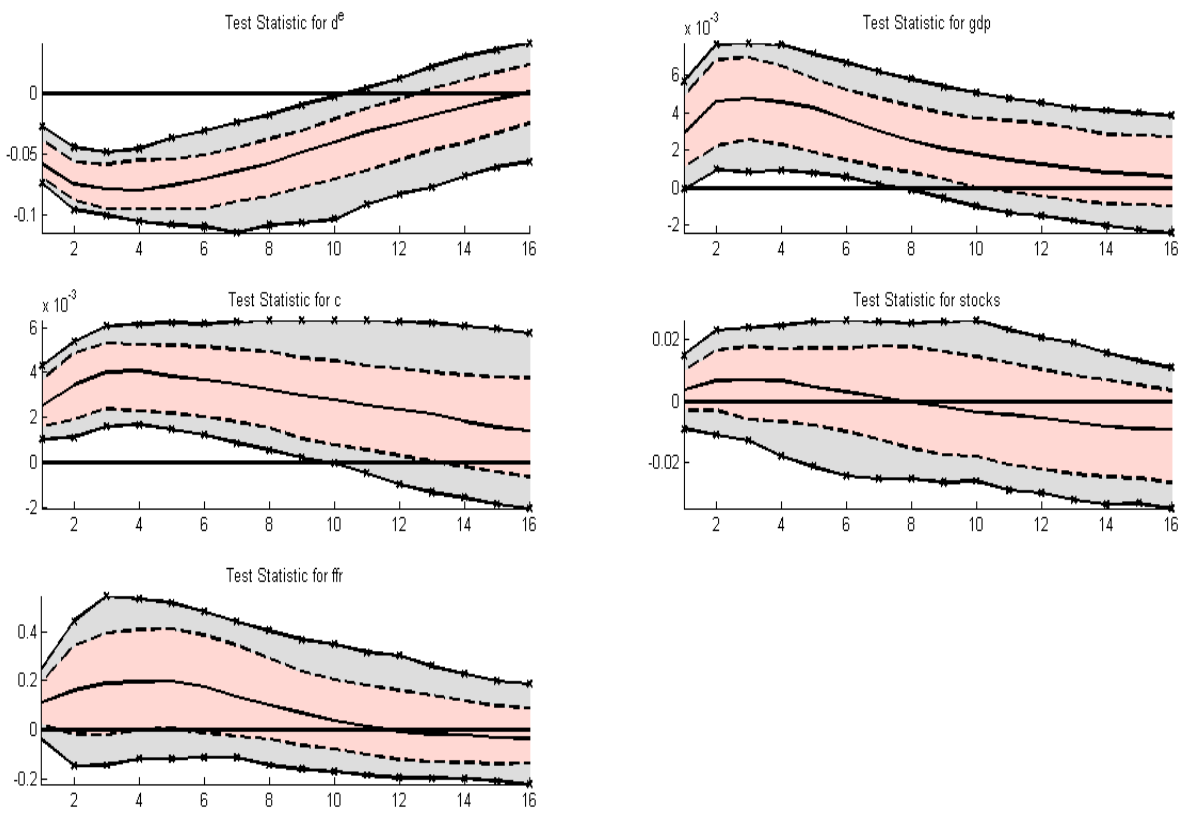 Test Statistic for dᵉ
0
-0.05
-0.1
2 4 6 8 10 12 14 16
Test Statistic for gdp
x 10⁻³
6
4
2
0
-2
2 4 6 8 10 12 14 16
Test Statistic for c
x 10⁻³
6
4
2
0
-2
2 4 6 8 10 12 14 16
Test Statistic for stocks
0.02
0
-0.02
2 4 6 8 10 12 14 16
Test Statistic for ffr
0.4
0.2
0
-0.2
2 4 6 8 10 12 14 16